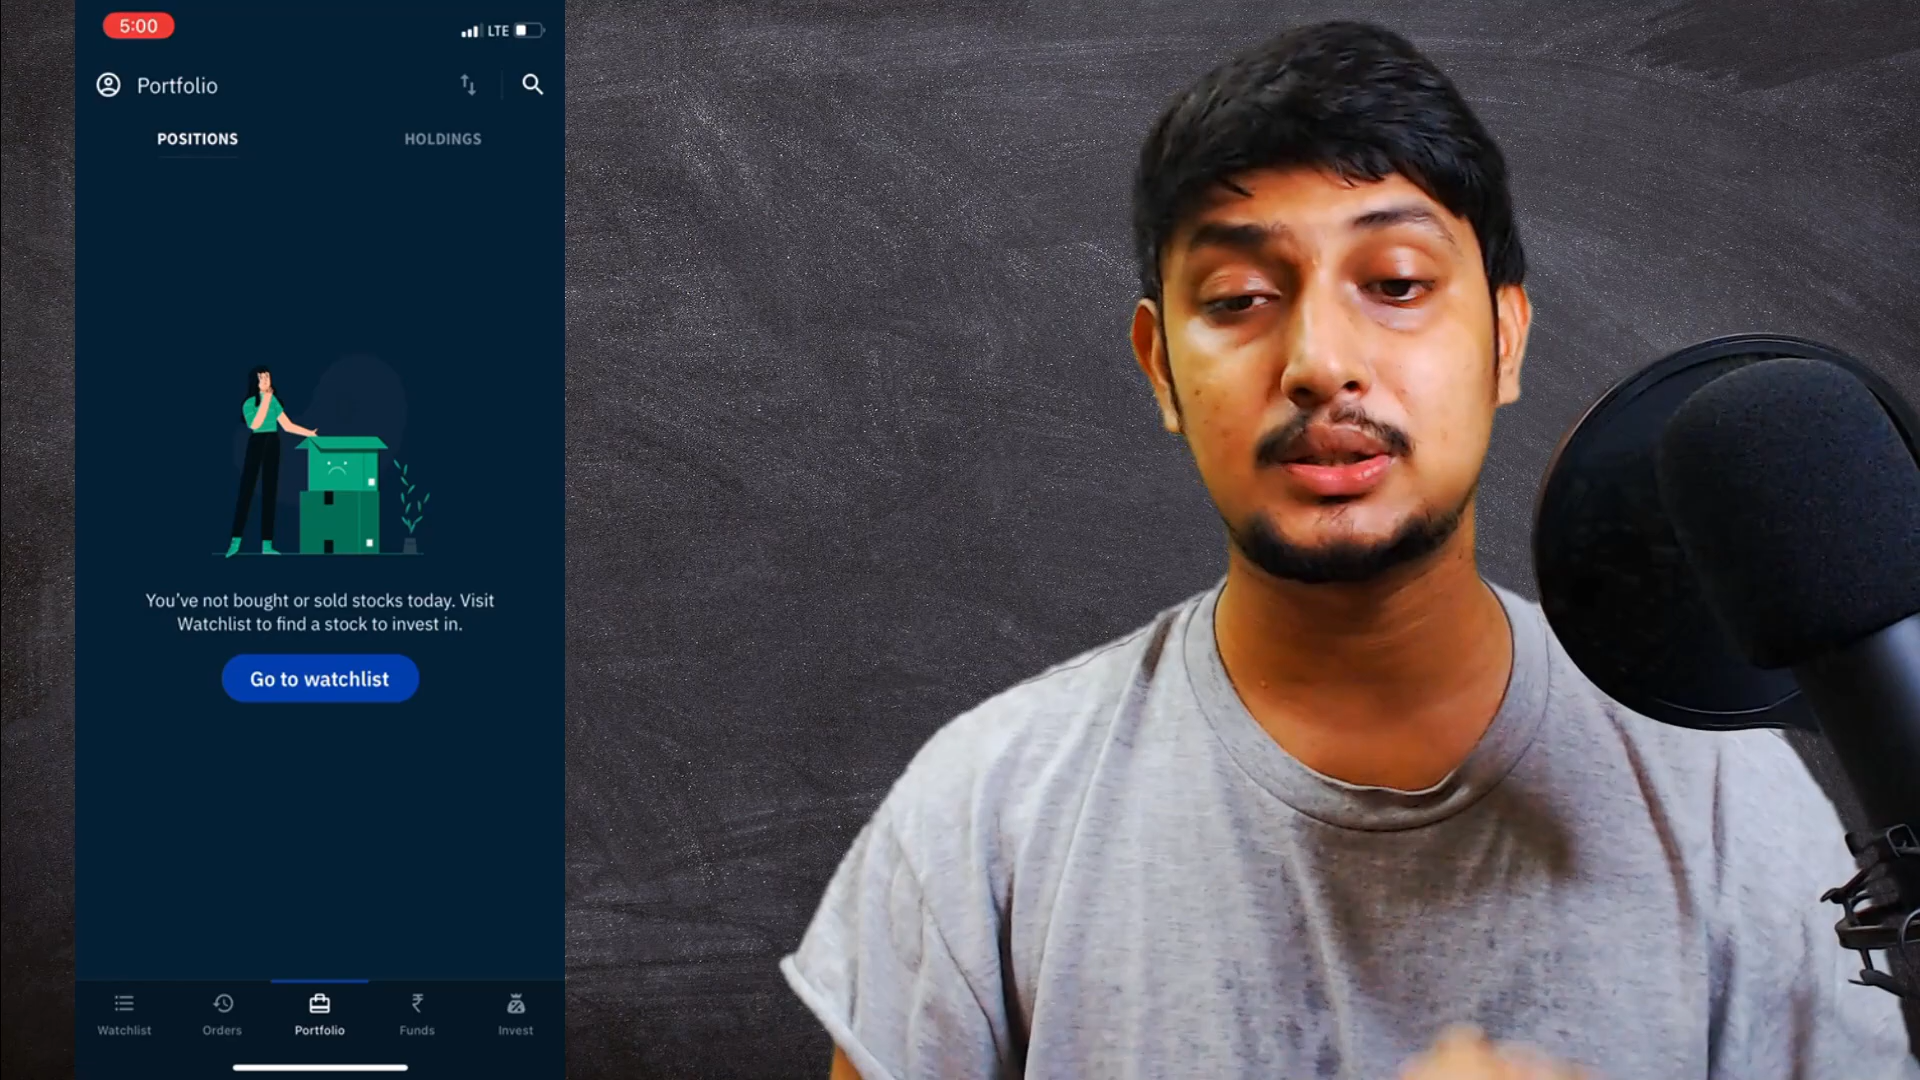 5:00
LTE
Portfolio
POSITIONS
HOLDINGS
You've not bought or sold stocks today. Visit
Watchlist to find a stock to invest in.
Go to watchlist
Watchlist
Orders
Portfolio
Funds
Invest